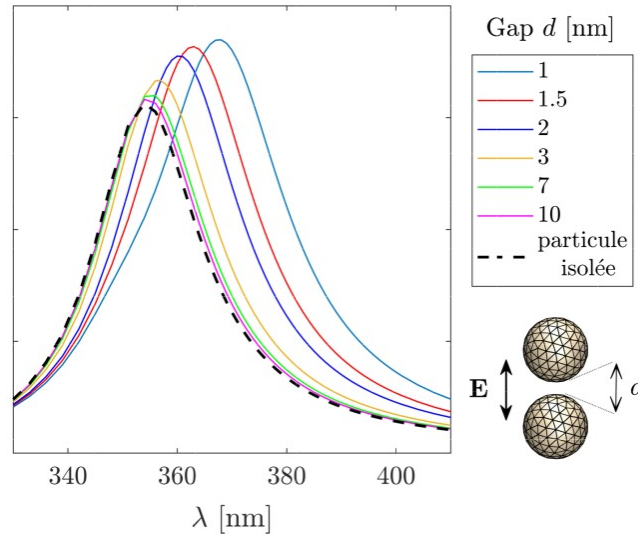 Gap d [nm]
1
1.5
2
3
7
10
particule
isolée
E
d
340
360
380
400
λ [nm]